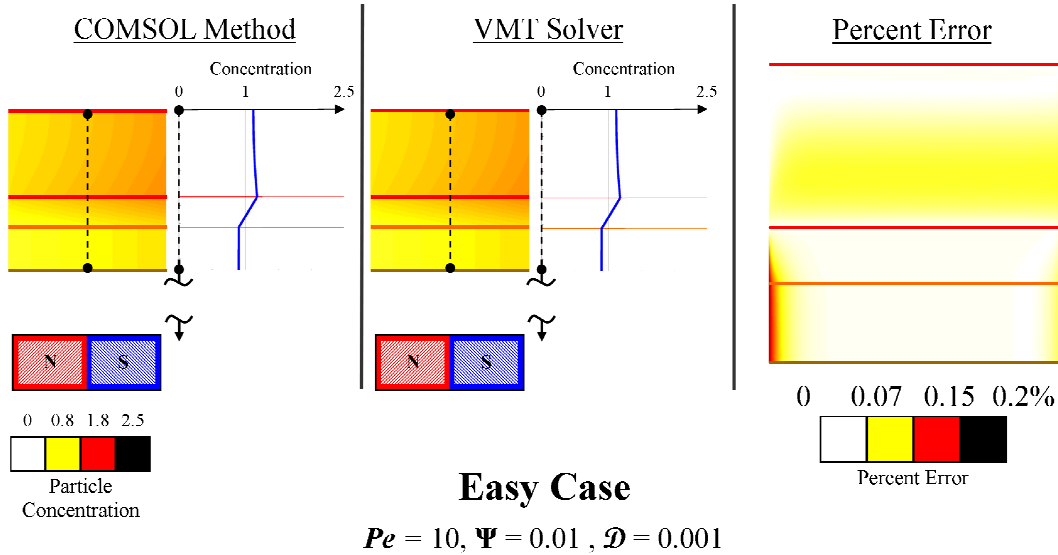 COMSOL Method
VMT Solver
Percent Error
Concentration
0 1 2.5
Concentration
0 1 2.5
N S
N S
0 0.8 1.8 2.5
Particle
Concentration
0 0.07 0.15 0.2%
Percent Error
Easy Case
Pe = 10, Ψ = 0.01 , 𝒟 = 0.001